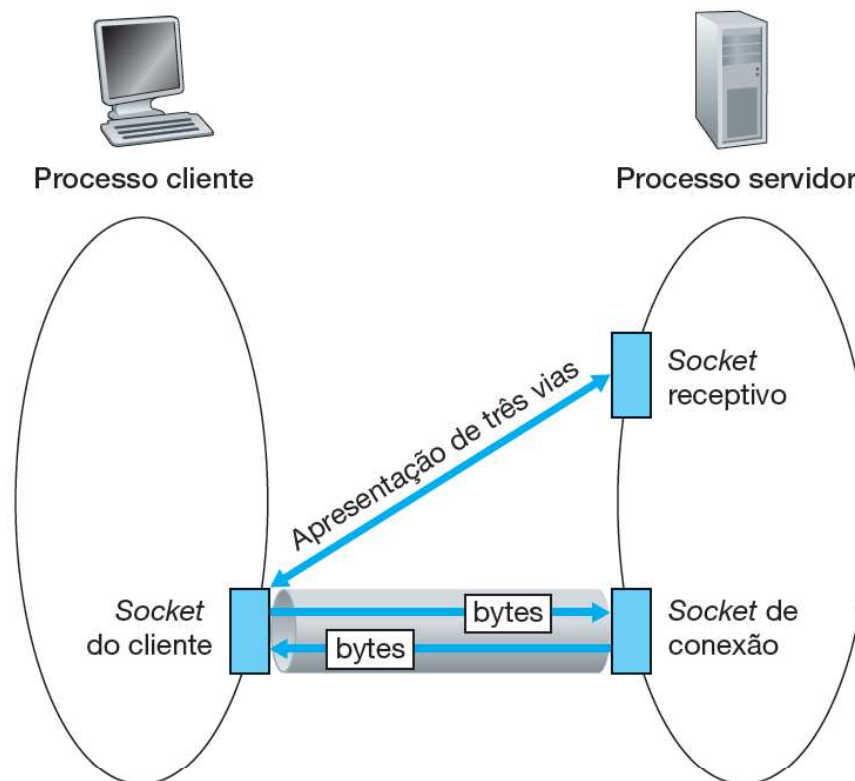 Processo cliente
Processo servidor
Socket
receptivo
Apresentação de três vias
Socket
do cliente
bytes
bytes
Socket de
conexão